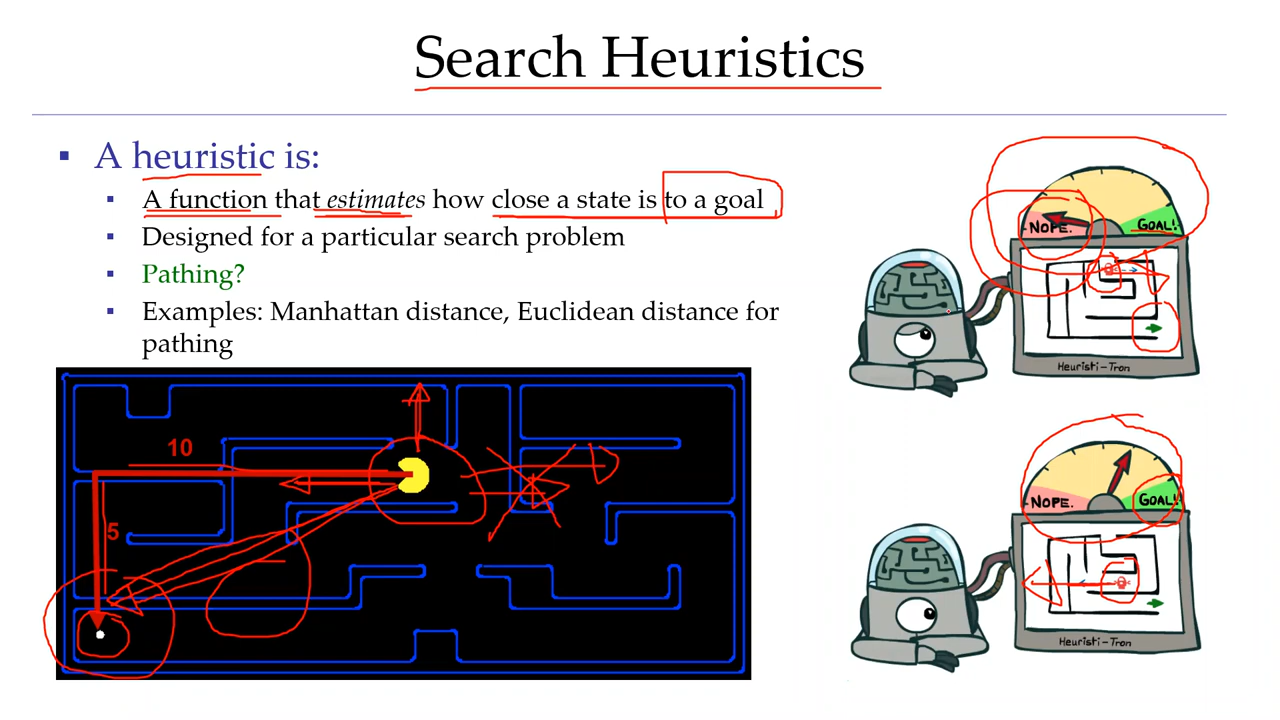 Search Heuristics
▪ A heuristic is:
▪ A function that estimates how close a state is to a goal
▪ Designed for a particular search problem
▪ Pathing?
▪ Examples: Manhattan distance, Euclidean distance for
pathing
10
5
NOPE.
GOAL!
Heuristi-Tron
NOPE.
GOAL!
Heuristi-Tron